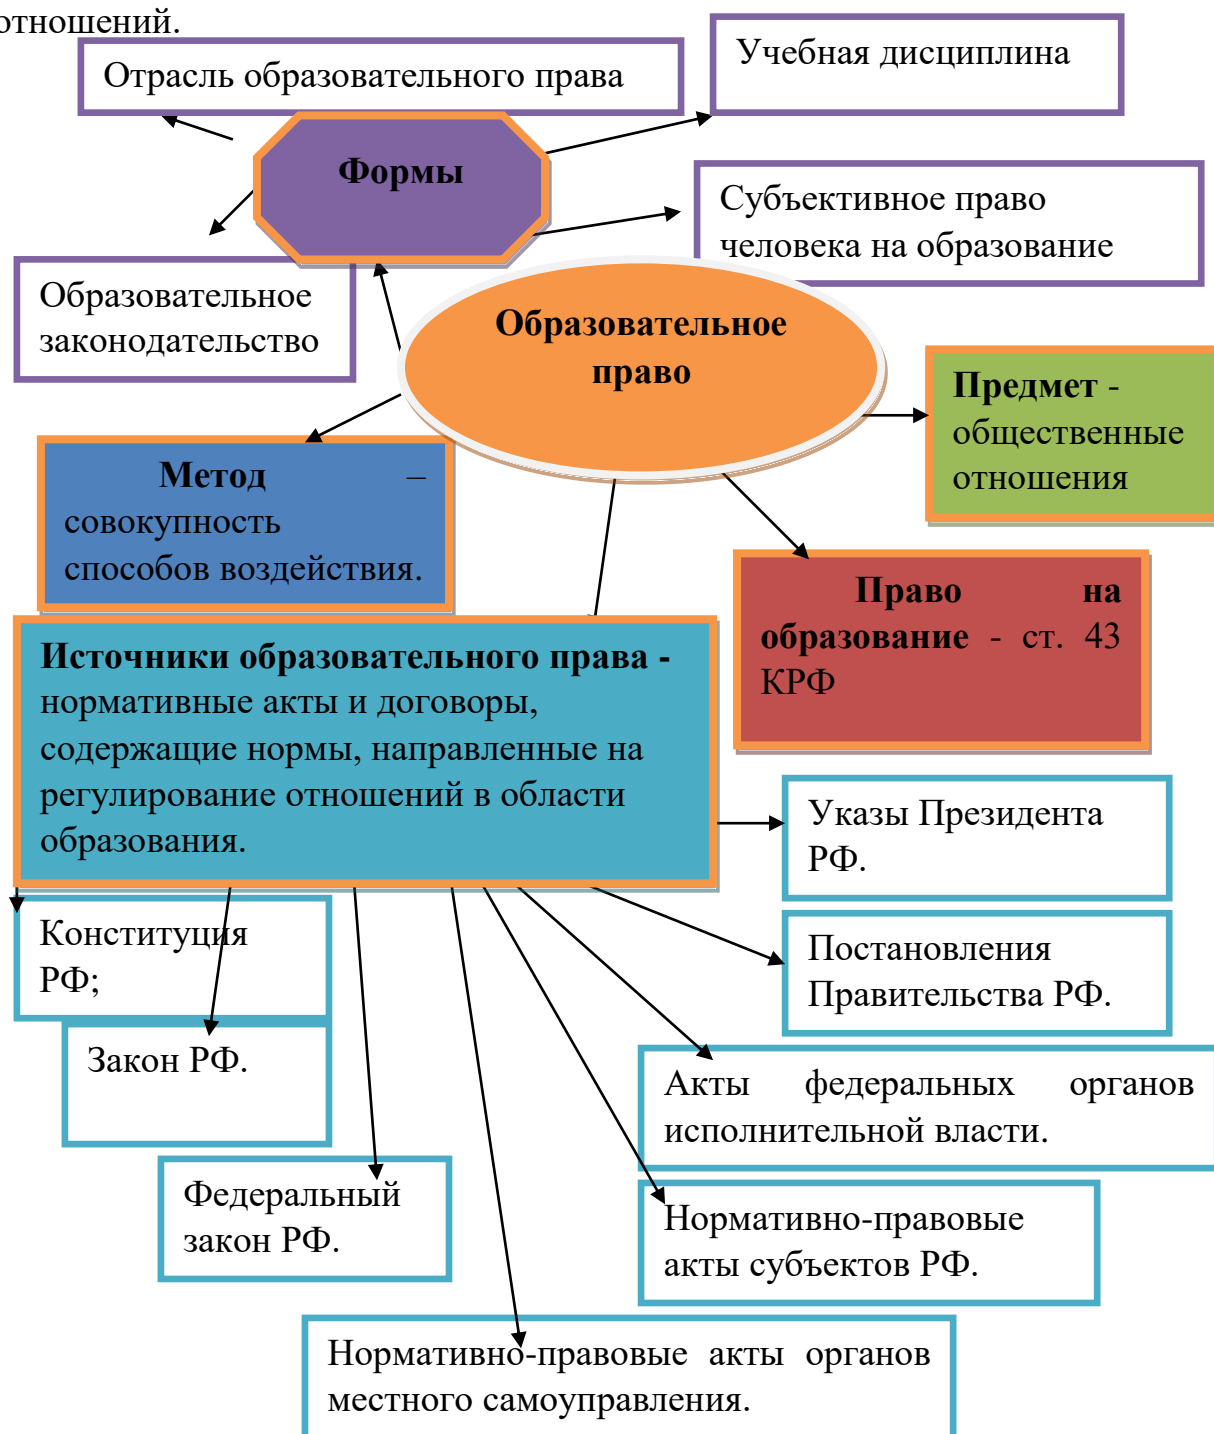 отношений.
Отрасль образовательного права
Учебная дисциплина
Формы
Субъективное право
человека на образование
Образовательное
законодательство
Образовательное
право
Предмет -
общественные
отношения
Метод –
совокупность
способов воздействия.
Право на
образование - ст. 43
КРФ
Источники образовательного права -
нормативные акты и договоры,
содержащие нормы, направленные на
регулирование отношений в области
образования.
Указы Президента
РФ.
Конституция
РФ;
Постановления
Правительства РФ.
Закон РФ.
Акты федеральных органов
исполнительной власти.
Федеральный
закон РФ.
Нормативно-правовые
акты субъектов РФ.
Нормативно-правовые акты органов
местного самоуправления.